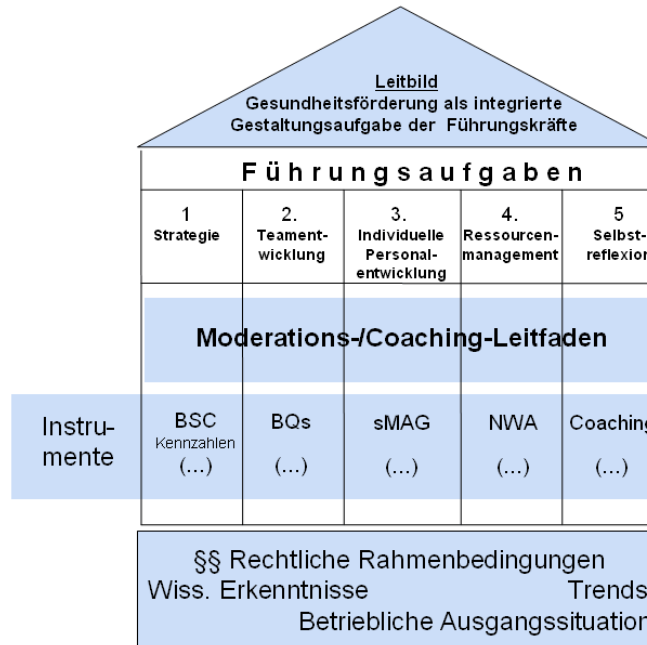 Leitbild
Gesundheitsförderung als integrierte
Gestaltungsaufgabe der Führungskräfte
Führungsaufgaben
1
Strategie
2.
Teament-
wicklung
3.
Individuelle
Personal-
entwicklung
4.
Ressourcen-
management
5
Selbst-
reflexion
Moderations-/Coaching-Leitfaden
Instru-
mente
BSC
Kennzahlen
(...)
BQs
(...)
sMAG
(...)
NWA
(...)
Coaching
(...)
§§ Rechtliche Rahmenbedingungen
Wiss. Erkenntnisse Trends
Betriebliche Ausgangssituation